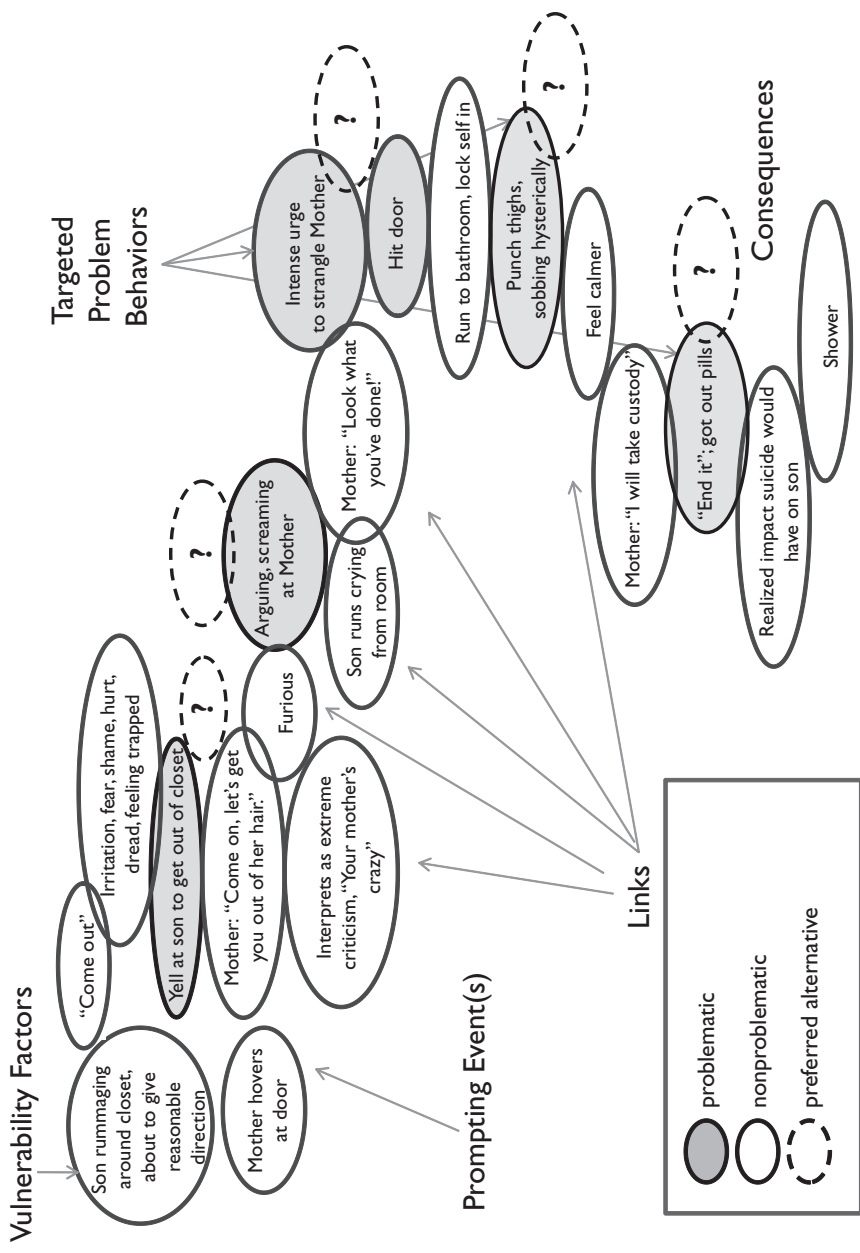 Vulnerability Factors
Son rummaging
around closet,
about to give
reasonable
direction
Mother hovers
at door
Prompting Event(s)
"Come out"
Irritation, fear, shame, hurt,
dread, feeling trapped
Yell at son to get out of closet
?
Mother: "Come on, let's get
you out of her hair."
Interprets as extreme
criticism, "Your mother's
crazy"
Furious
?
Arguing, screaming
at Mother
Son runs crying
from room
Mother: "Look what
you've done!"
Links
Targeted
Problem
Behaviors
Intense urge
to strangle Mother
?
Hit door
Run to bathroom, lock self in
Punch thighs,
sobbing hysterically
?
Feel calmer
Mother: "I will take custody"
"End it"; got out pills
?
Realized impact suicide would
have on son
Shower
Consequences
problematic
nonproblematic
preferred alternative